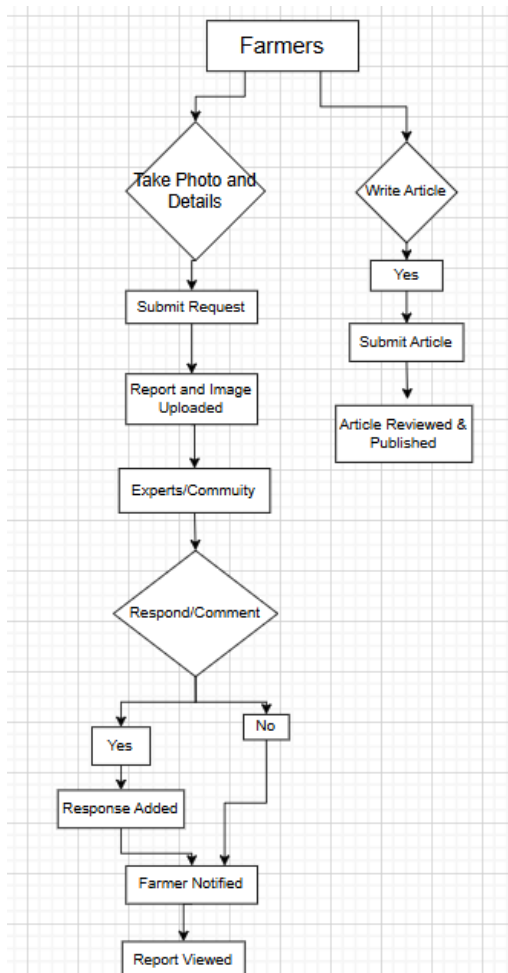 Farmers
Take Photo and
Details
Write Article
Yes
Submit Request
Submit Article
Report and Image
Uploaded
Article Reviewed &
Published
Experts/Commuity
Respond/Comment
No
Yes
Response Added
Farmer Notified
Report Viewed